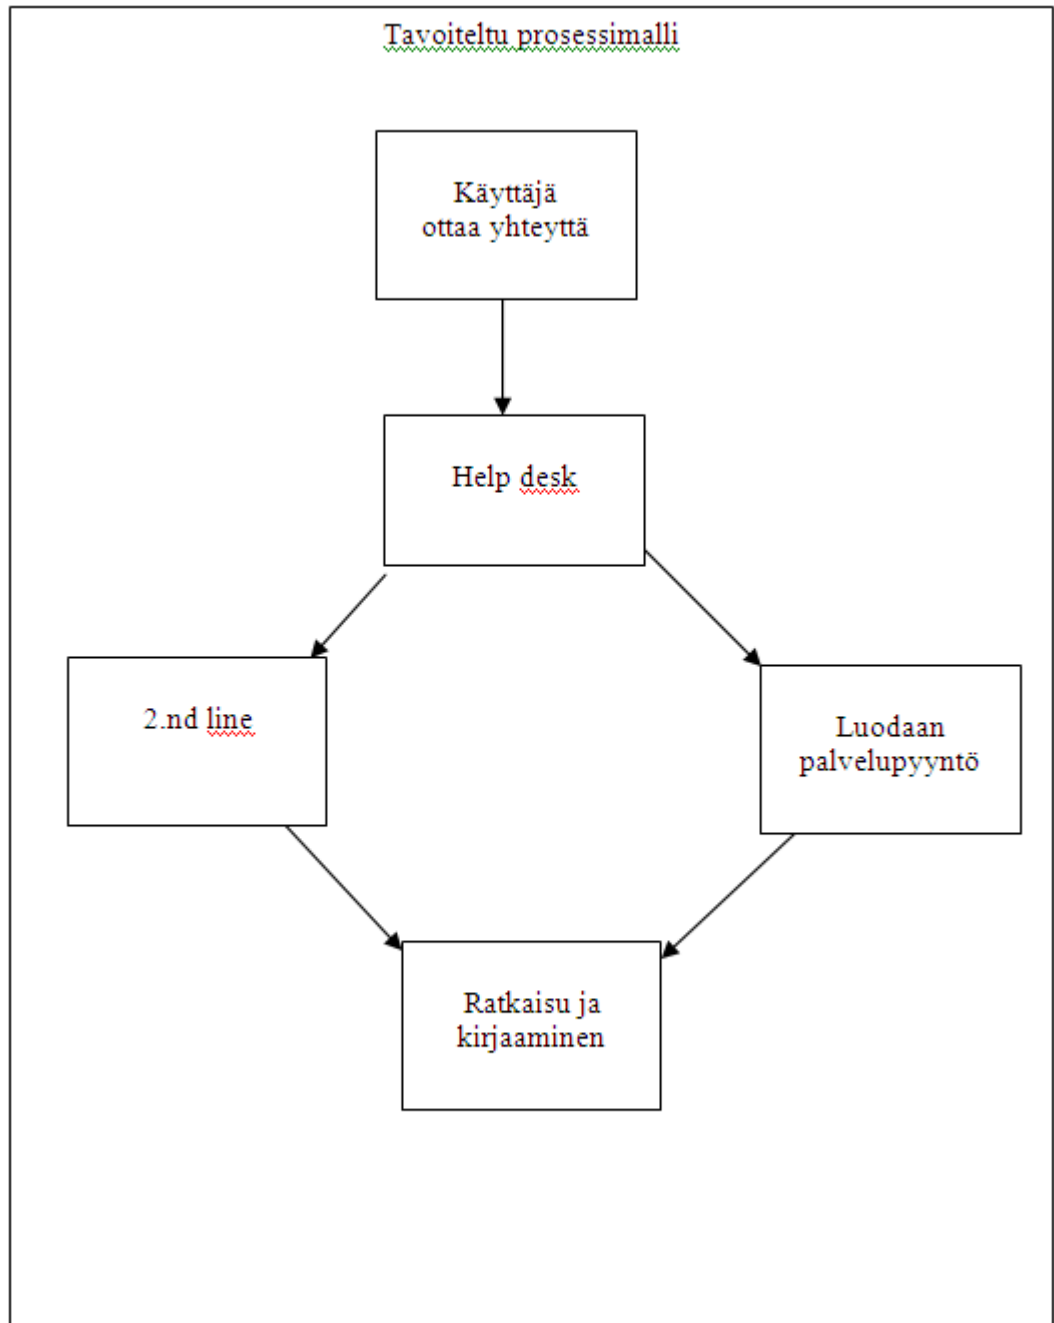 Tavoiteltu prosessimalli
Käyttäjä
ottaa yhteyttä
Help desk
2.nd line
Luodaan
palvelupyyntö
Ratkaisu ja
kirjaaminen